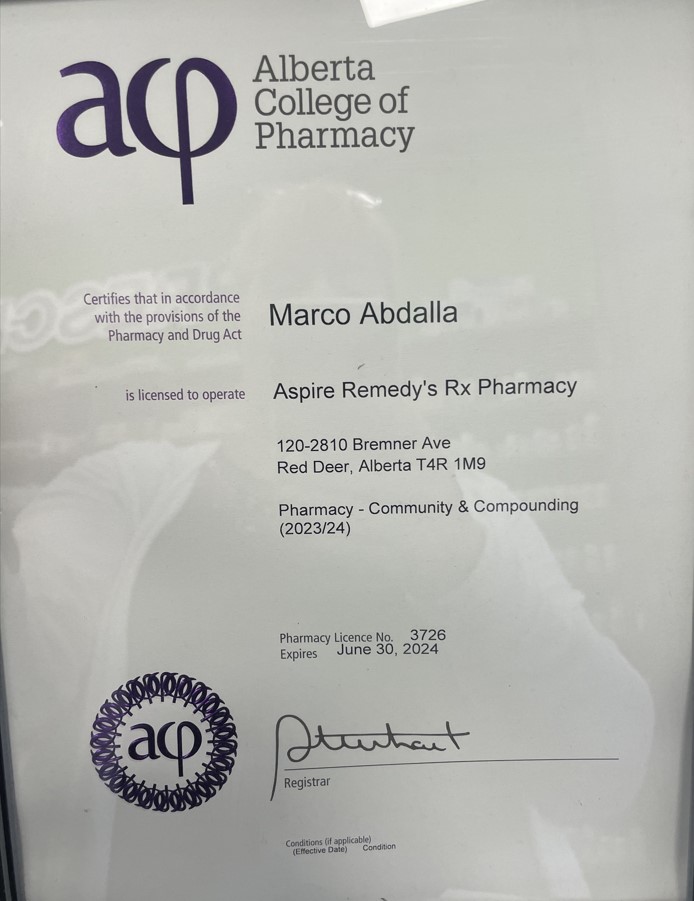 acp
Alberta
College of
Pharmacy
Certifies that in accordance
with the provisions of the
Pharmacy and Drug Act
Marco Abdalla
is licensed to operate
Aspire Remedy's Rx Pharmacy
120-2810 Bremner Ave
Red Deer, Alberta T4R 1M9
Pharmacy - Community & Compounding
(2023/24)
Pharmacy Licence No. 3726
Expires June 30, 2024
acp
Registrar
Conditions (if applicable)
(Effective Date) Condition